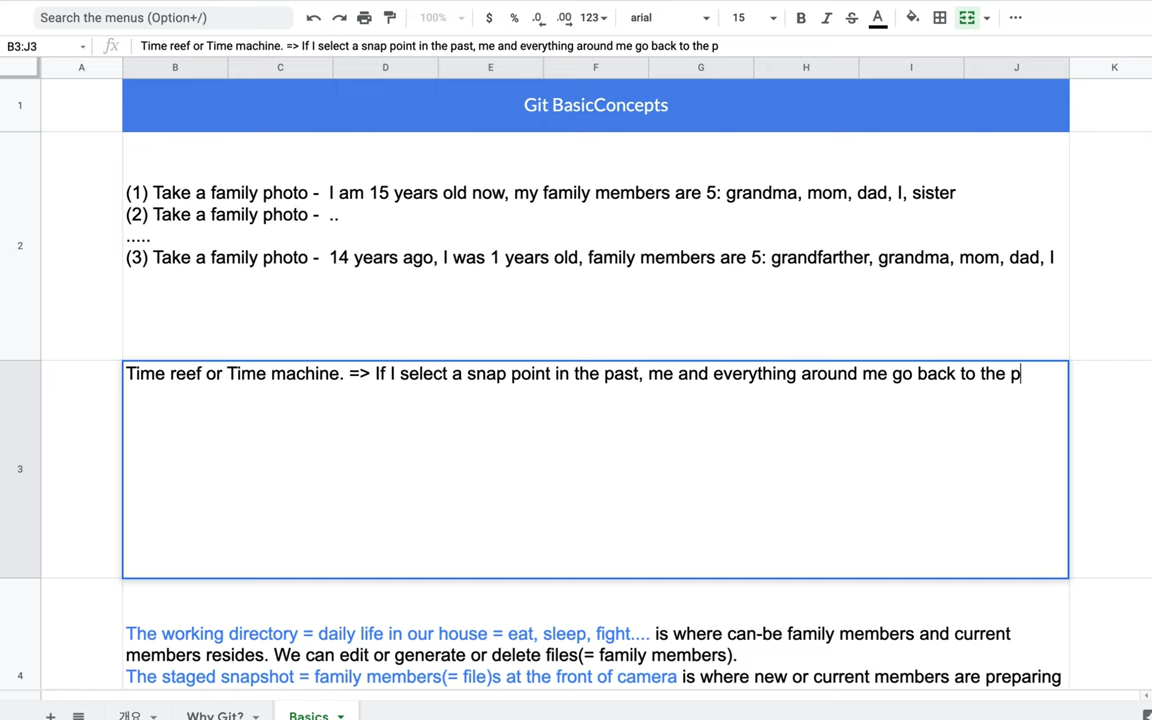 Search the menus (Option+/)
100%
$ % .0 .00 123
arial
15
B I S A
B3:J3
fx
Time reef or Time machine. => If I select a snap point in the past, me and everything around me go back to the p
A B C D E F G H I J K
1
Git BasicConcepts
2
(1) Take a family photo - I am 15 years old now, my family members are 5: grandma, mom, dad, I, sister
(2) Take a family photo - ..
.....
(3) Take a family photo - 14 years ago, I was 1 years old, family members are 5: grandfarther, grandma, mom, dad, I
3
Time reef or Time machine. => If I select a snap point in the past, me and everything around me go back to the p
4
The working directory = daily life in our house = eat, sleep, fight.... is where can-be family members and current
members resides. We can edit or generate or delete files(= family members).
The staged snapshot = family members(= file)s at the front of camera is where new or current members are preparing
개요 Why Git? Basics